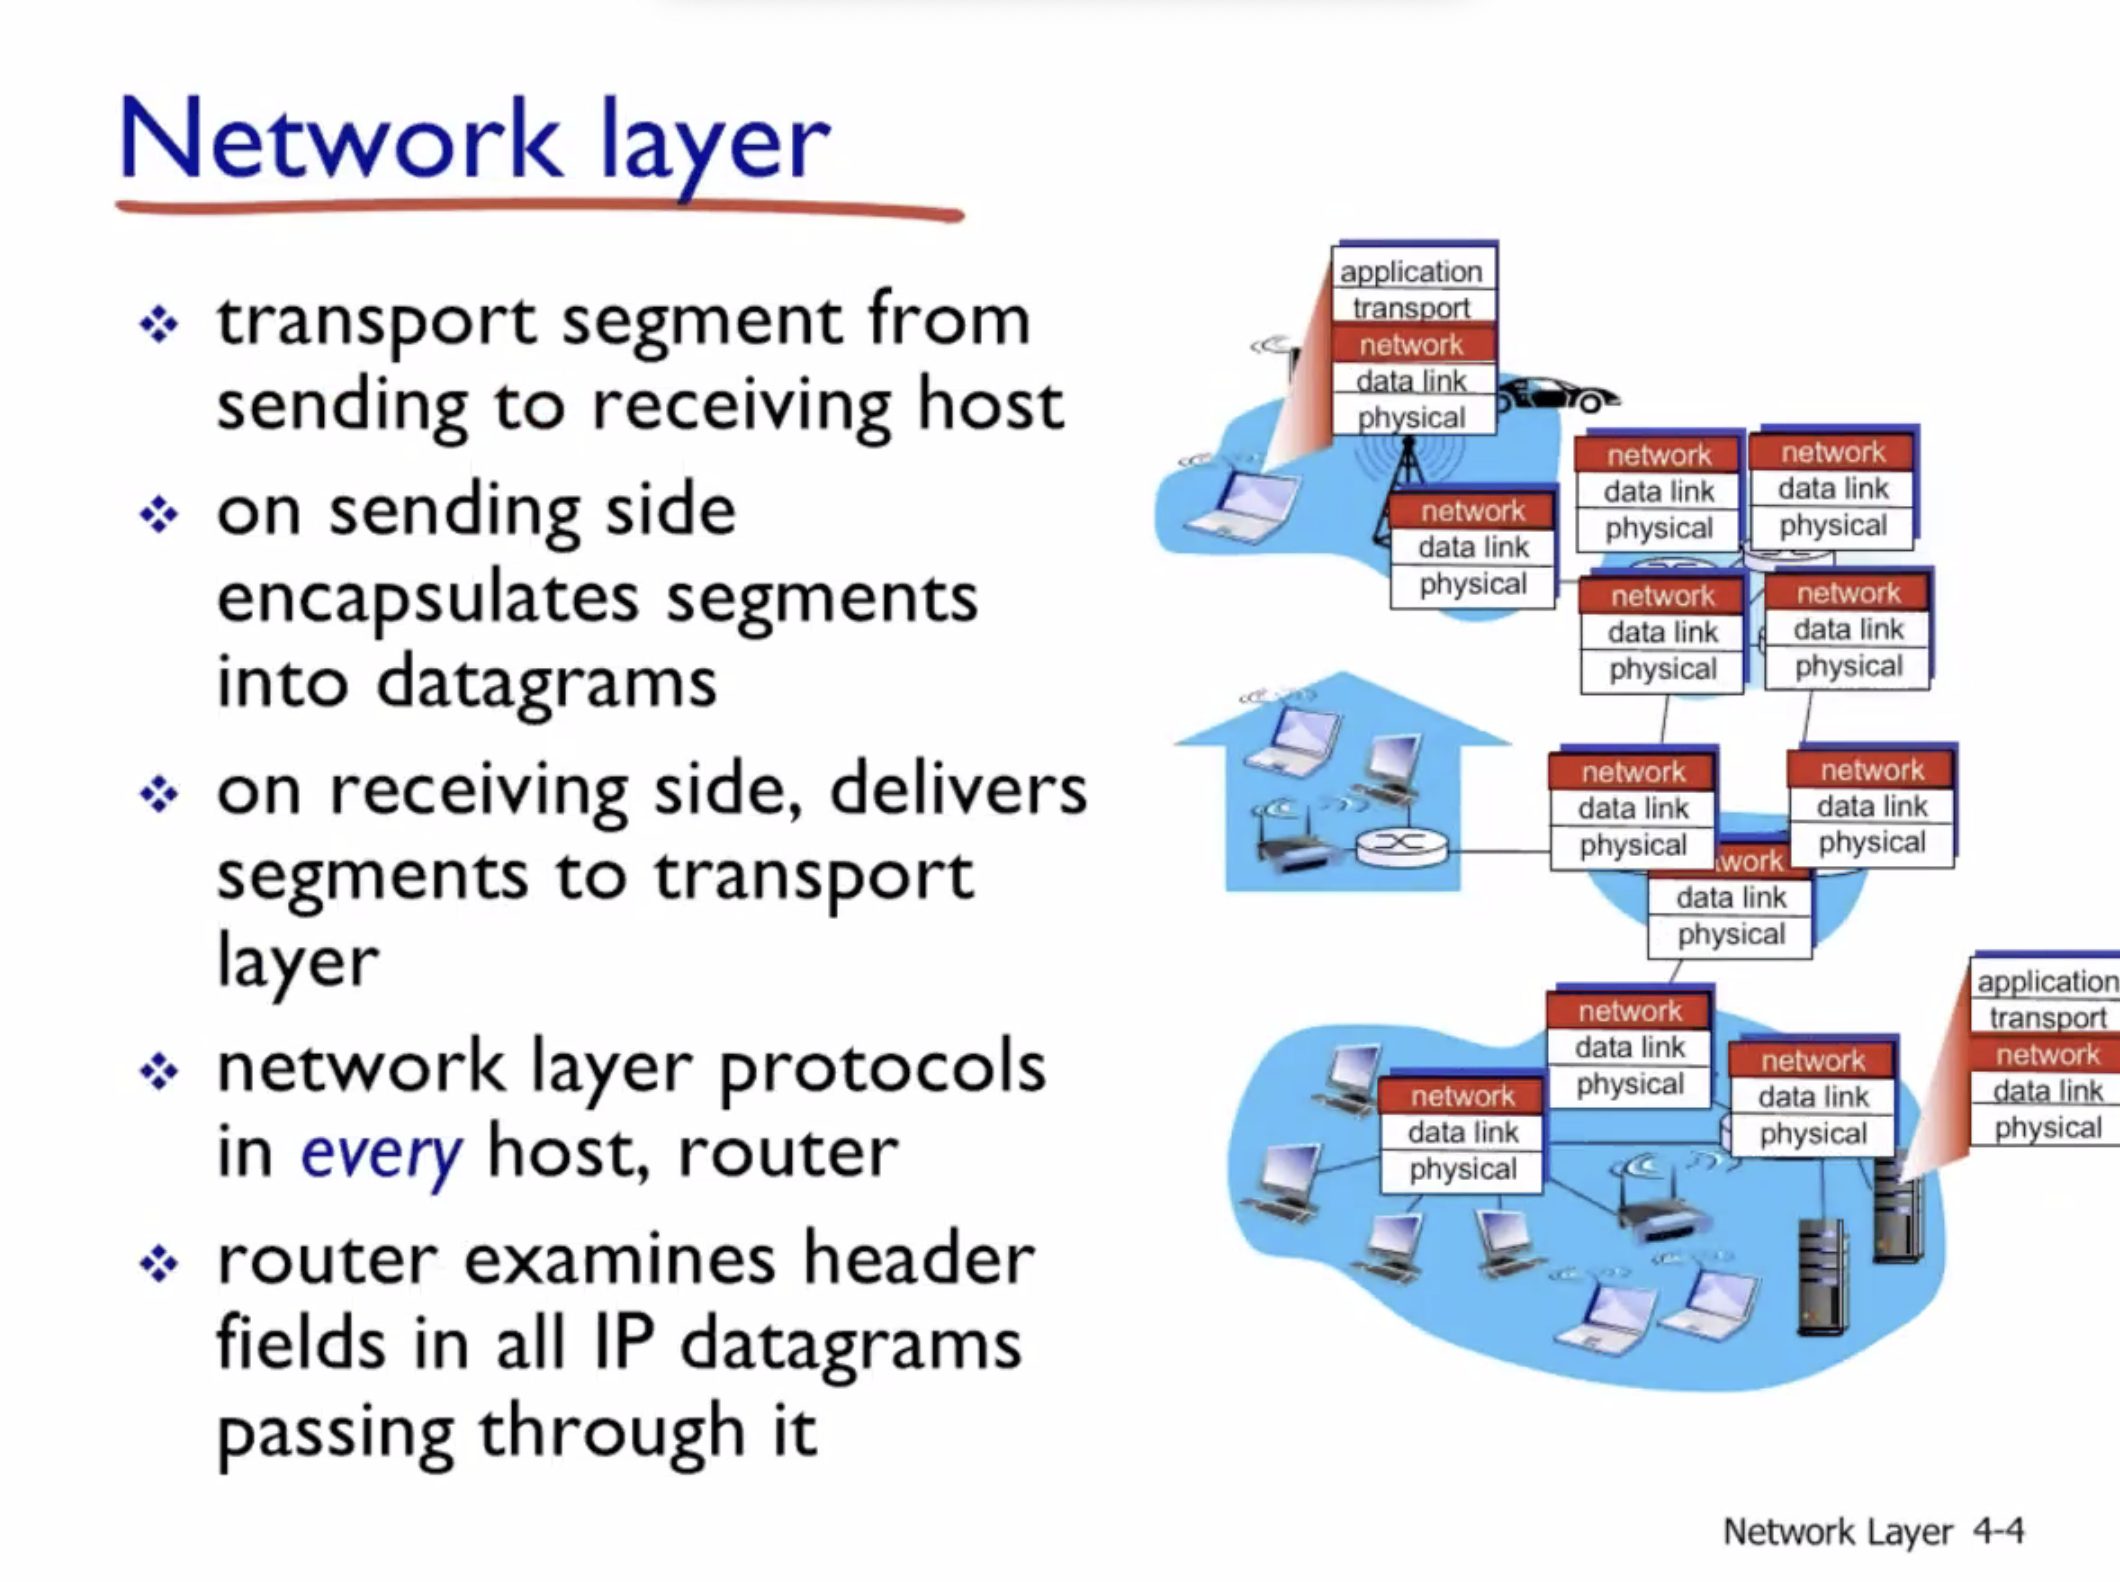 Network layer
transport segment from
sending to receiving host
on sending side
encapsulates segments
into datagrams
on receiving side, delivers
segments to transport
layer
network layer protocols
in every host, router
router examines header
fields in all IP datagrams
passing through it
application
transport
network
data link
physical
network
data link
physical
network
data link
physical
network
data link
physical
network
data link
physical
network
data link
physical
network
data link
physical
network
data link
physical
work
data link
physical
network
data link
physical
network
data link
physical
network
data link
physical
application
transport
network
data link
physical
Network Layer 4-4